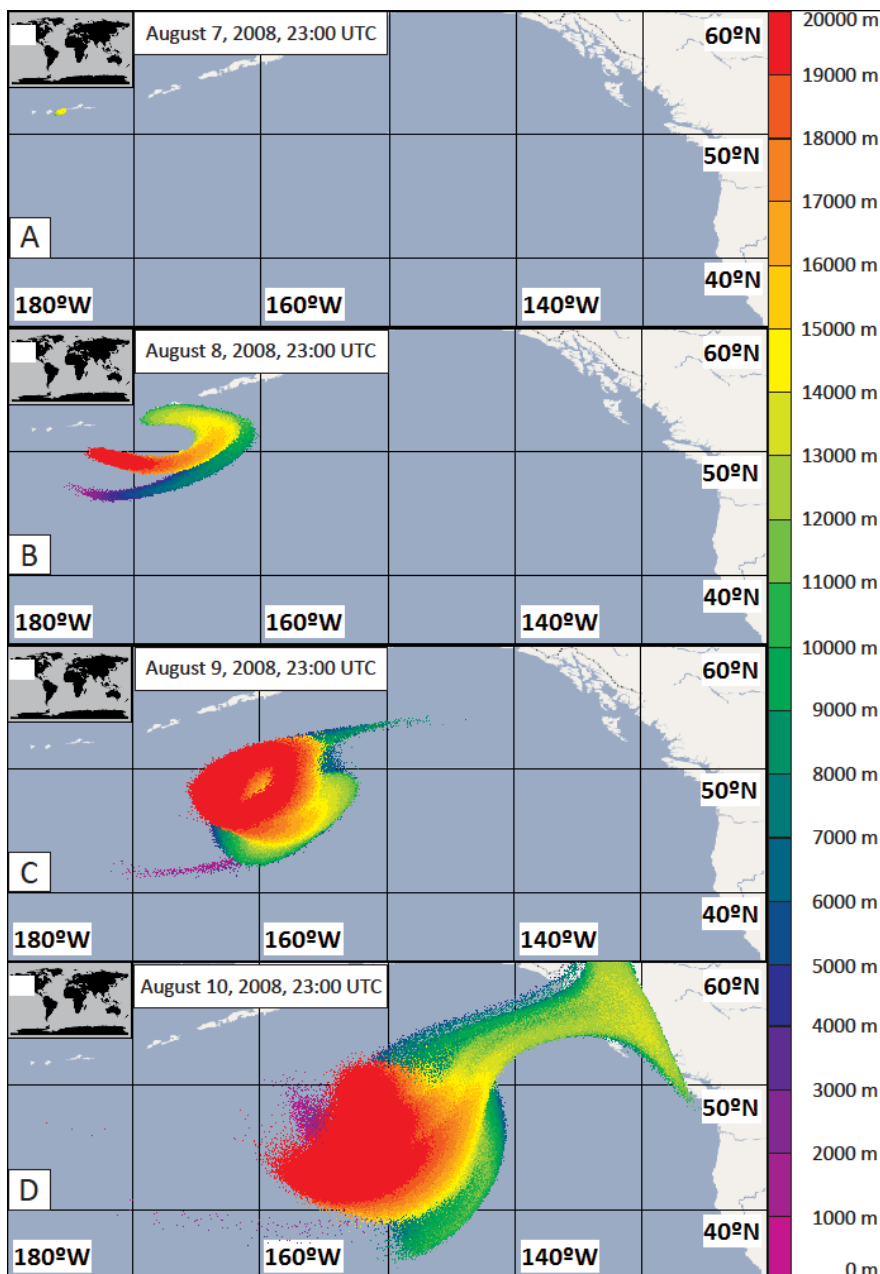 August 7, 2008, 23:00 UTC
60ºN
50ºN
A
40ºN
180ºW
160ºW
140ºW
August 8, 2008, 23:00 UTC
60ºN
50ºN
B
40ºN
180ºW
160ºW
140ºW
August 9, 2008, 23:00 UTC
60ºN
50ºN
C
40ºN
180ºW
160ºW
140ºW
August 10, 2008, 23:00 UTC
60ºN
50ºN
D
40ºN
180ºW
160ºW
140ºW
20000 m
19000 m
18000 m
17000 m
16000 m
15000 m
14000 m
13000 m
12000 m
11000 m
10000 m
9000 m
8000 m
7000 m
6000 m
5000 m
4000 m
3000 m
2000 m
1000 m
0 m